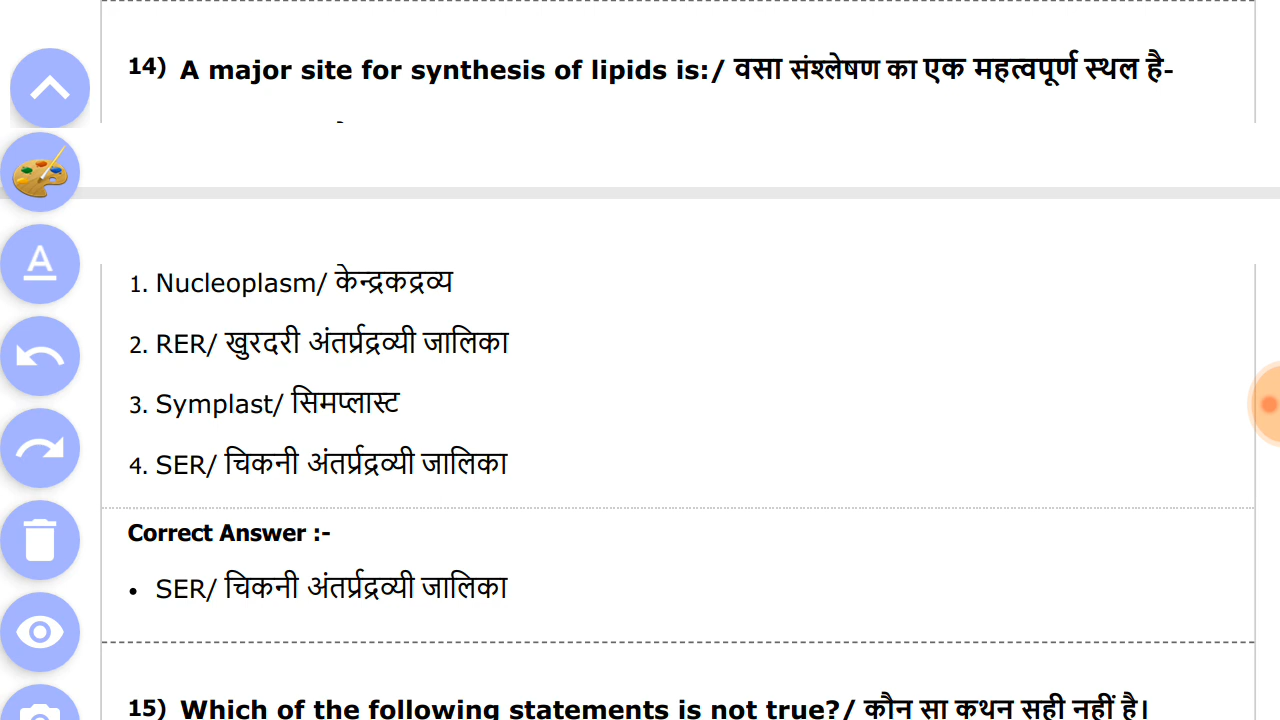 14) A major site for synthesis of lipids is:/ वसा संश्लेषण का एक महत्वपूर्ण स्थल है-
A
1. Nucleoplasm/ केन्द्रकद्रव्य
2. RER/ खुरदरी अंतर्प्रद्रव्यी जालिका
3. Symplast/ सिमप्लास्ट
4. SER/ चिकनी अंतर्प्रद्रव्यी जालिका
Correct Answer :-
• SER/ चिकनी अंतर्प्रद्रव्यी जालिका
15) Which of the following statements is not true?/ कौन सा कथन सही नहीं है।